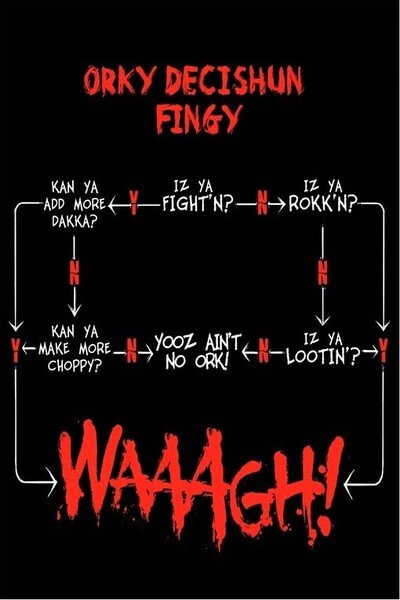 ORKY DECISHUN
FINGY
KAN YA
ADD MORE
DAKKA?
Y
IZ YA
FIGHT'N?
N
IZ YA
ROKK'N?
N
N
Y
KAN YA
MAKE MORE
CHOPPY?
N
YOOZ AIN'T
NO ORK!
N
IZ YA
LOOTIN'?
Y
WAAAGH!